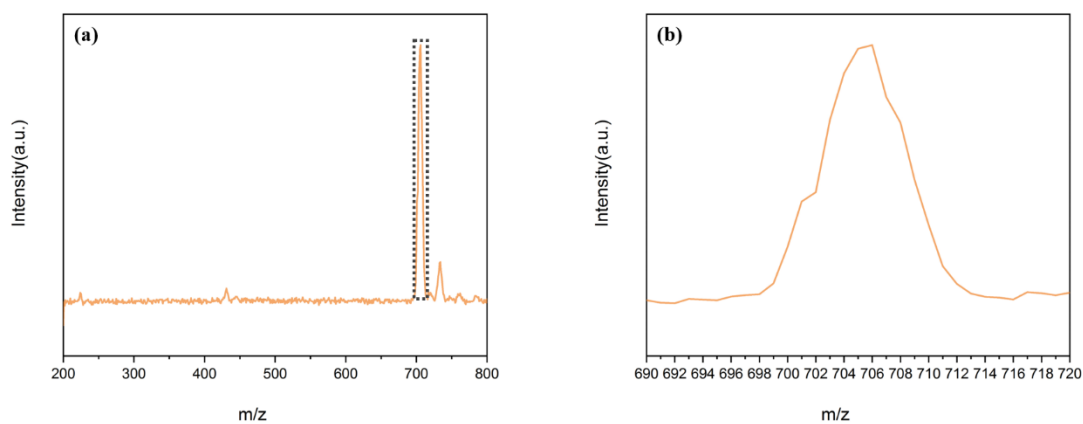 (a)
Intensity(a.u.)
200 300 400 500 600 700 800
m/z
(b)
Intensity(a.u.)
690 692 694 696 698 700 702 704 706 708 710 712 714 716 718 720
m/z